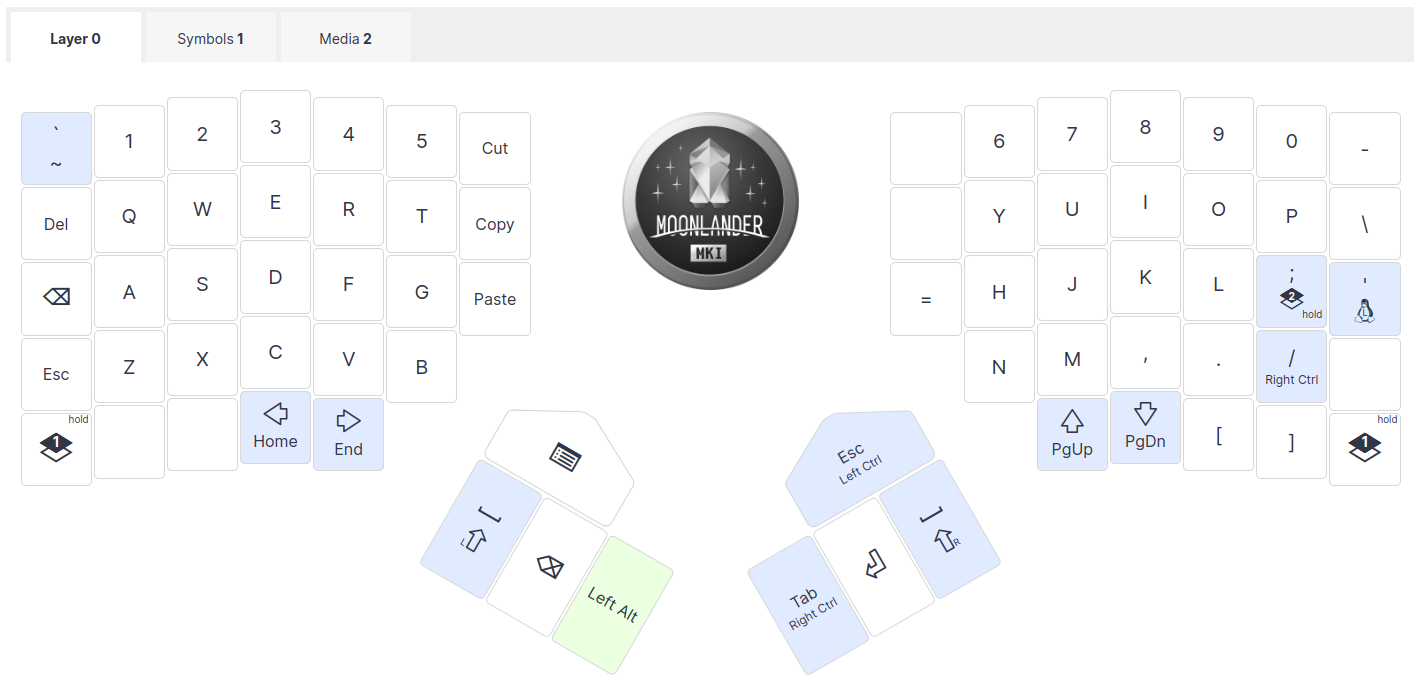 Layer 0
Symbols 1
Media 2
`
~
1
2
3
4
5
Cut
6
7
8
9
0
-
Del
Q
W
E
R
T
Copy
Y
U
I
O
P
\
A
S
D
F
G
Paste
=
H
J
K
L
;
2
hold
'
L
Esc
Z
X
C
V
B
N
M
,
.
/
Right Ctrl
hold
1
Home
End
PgUp
PgDn
[
]
hold
1
MOONLANDER
MKI
[
L
Left Alt
Esc
Left Ctrl
]
R
Tab
Right Ctrl